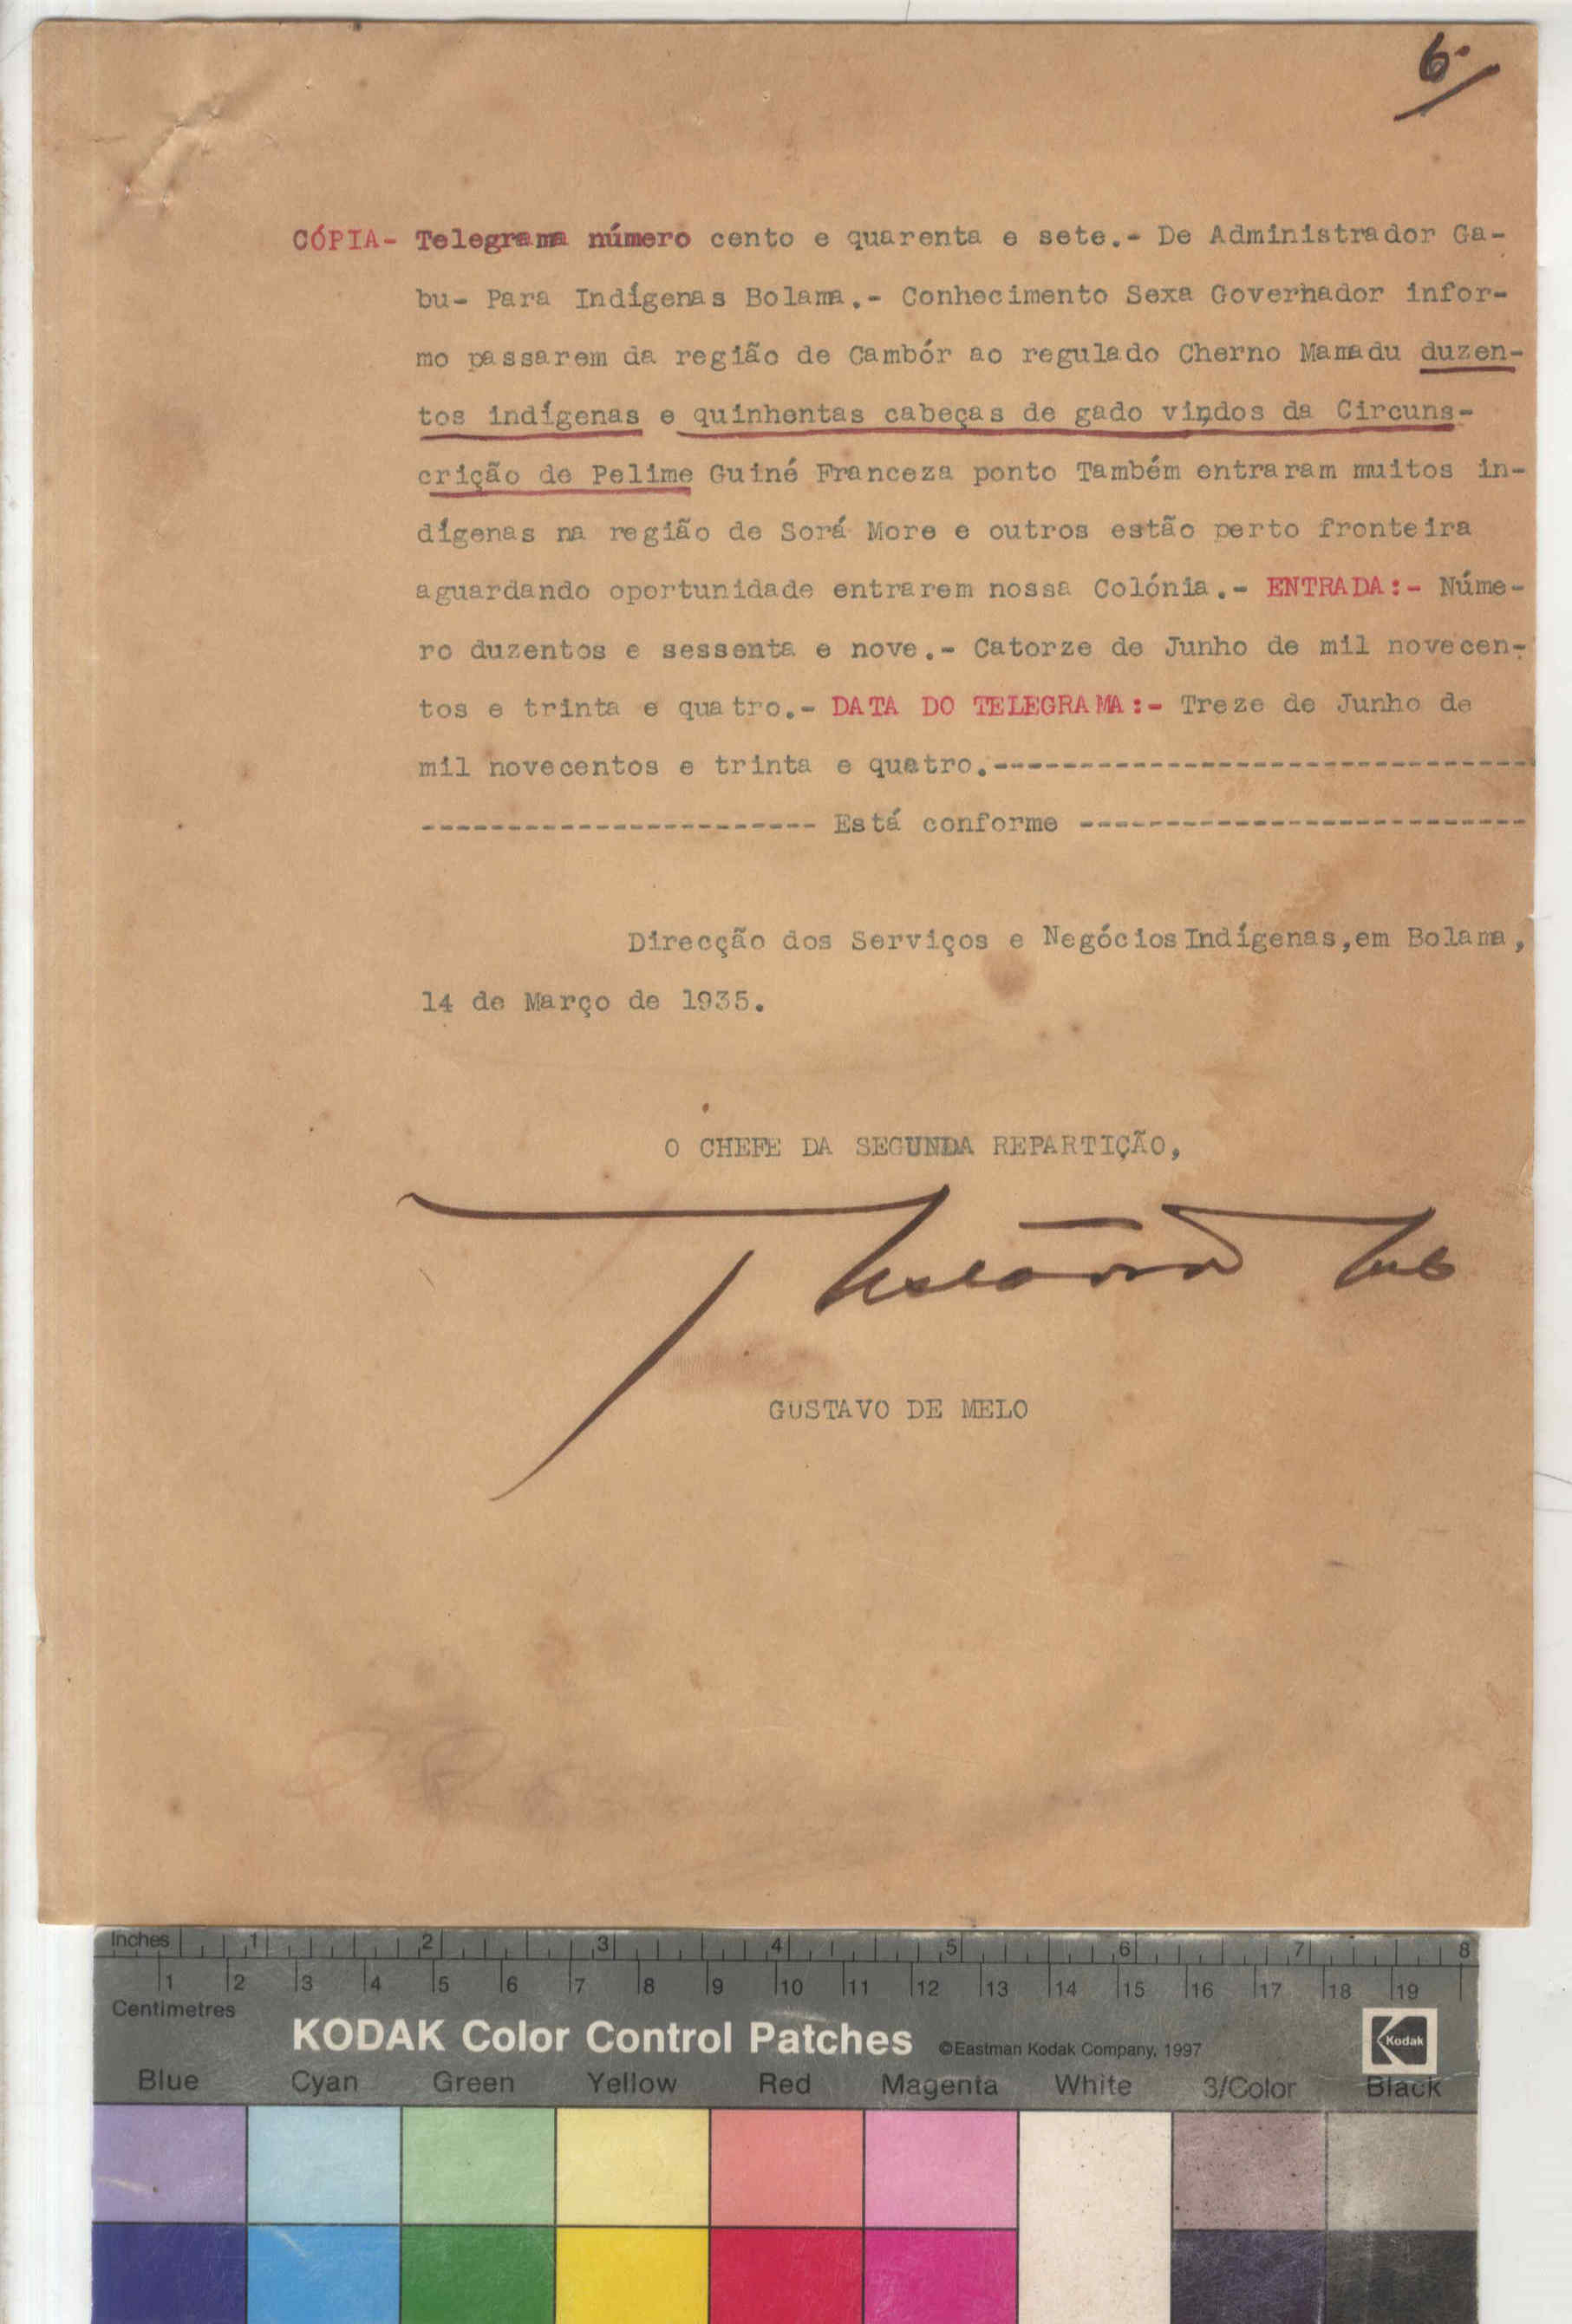 6
CÓPIA- Telegrama número cento e quarenta e sete.- De Administrador Ga-
bu- Para Indígenas Bolama.- Conhecimento Sexa Governador infor-
mo passarem da região de Cambór ao regulado Cherno Mamadu duzen-
tos indígenas e quinhentas cabeças de gado vindos da Circuns-
crição de Pelime Guiné Franceza ponto Também entraram muitos in-
dígenas na região de Sorá More e outros estão perto fronteira
aguardando oportunidade entrarem nossa Colónia.- ENTRADA:- Núme-
ro duzentos e sessenta e nove.- Catorze de Junho de mil novecen-
tos e trinta e quatro.- DATA DO TELEGRAMA:- Treze de Junho de
mil novecentos e trinta e quatro.-------------------------------
----------------------- Está conforme --------------------------
Direcção dos Serviços e Negócios Indígenas,em Bolama,
14 de Março de 1935.
O CHEFE DA SEGUNDA REPARTIÇÃO,
GUSTAVO DE MELO
Inches 1 2 3 4 5 6 7 8
1 2 3 4 5 6 7 8 9 10 11 12 13 14 15 16 17 18 19
Centimetres
KODAK Color Control Patches ©Eastman Kodak Company, 1997 Kodak
Blue Cyan Green Yellow Red Magenta White 3/Color Black